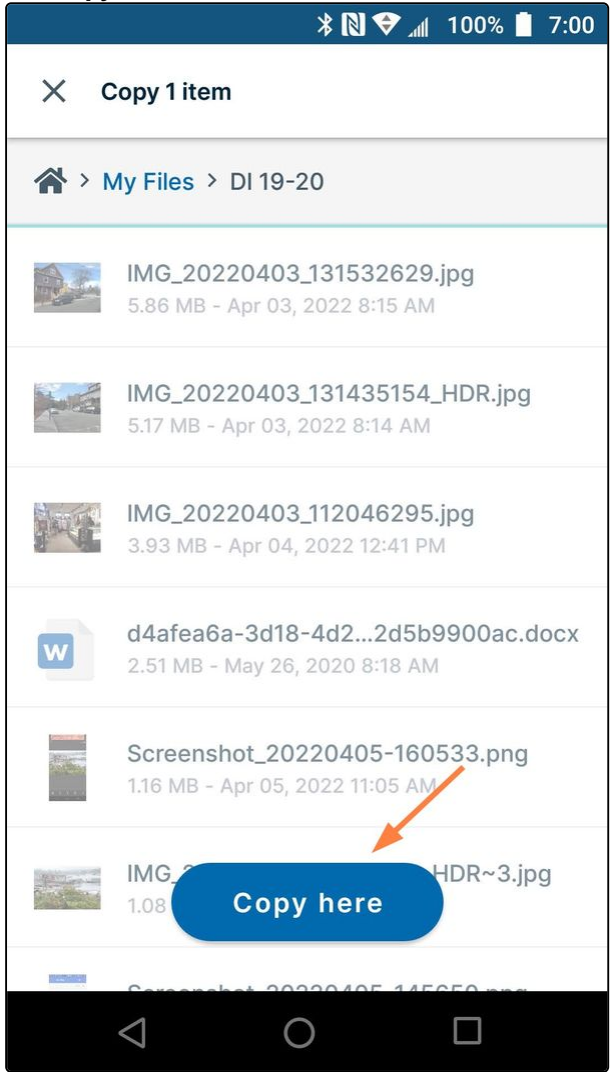 100% 7:00
Copy 1 item
My Files > DI 19-20
IMG_20220403_131532629.jpg
5.86 MB - Apr 03, 2022 8:15 AM
IMG_20220403_131435154_HDR.jpg
5.17 MB - Apr 03, 2022 8:14 AM
IMG_20220403_112046295.jpg
3.93 MB - Apr 04, 2022 12:41 PM
W
d4afea6a-3d18-4d2...2d5b9900ac.docx
2.51 MB - May 26, 2020 8:18 AM
Screenshot_20220405-160533.png
1.16 MB - Apr 05, 2022 11:05 AM
IMG_ HDR~3.jpg
1.08
Copy here